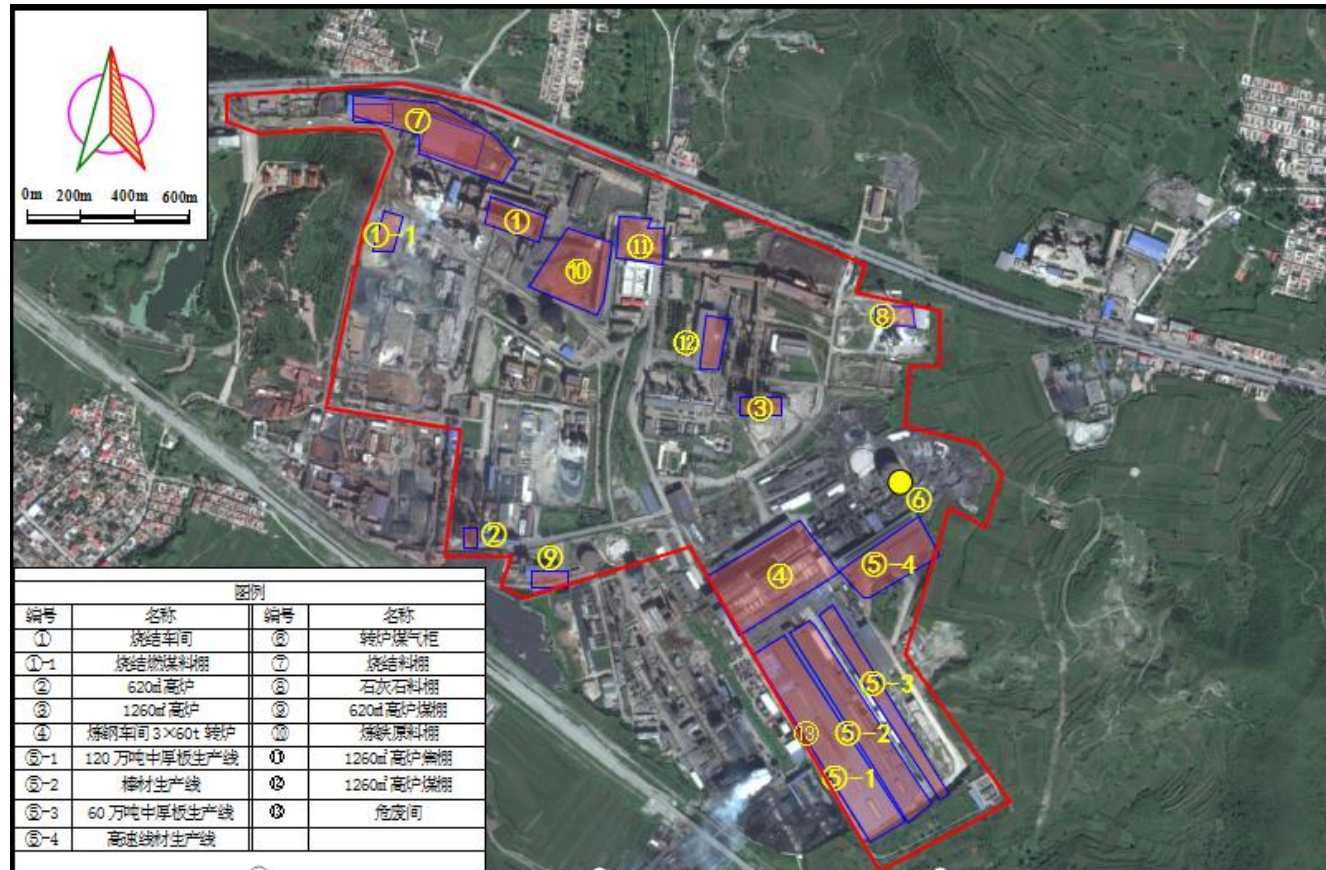 0m 200m 400m 600m
⑦
①
①-1
⑪
⑩
⑧
⑫
③
⑥
②
⑨
④
⑤-4
⑤-3
⑬
⑤-2
⑤-1
图例
编号 名称 编号 名称
① 烧结车间 ⑥ 转炉煤气柜
①-1 烧结燃煤料棚 ⑦ 烧结料棚
② 620㎥高炉 ⑧ 石灰石料棚
③ 1260㎥高炉 ⑨ 620㎥高炉煤棚
④ 炼钢车间3×60t转炉 ⑩ 炼铁原料棚
⑤-1 120万吨中厚板生产线 ⑪ 1260㎥高炉焦棚
⑤-2 棒材生产线 ⑫ 1260㎥高炉煤棚
⑤-3 60万吨中厚板生产线 ⑬ 危废间
⑤-4 高速线材生产线